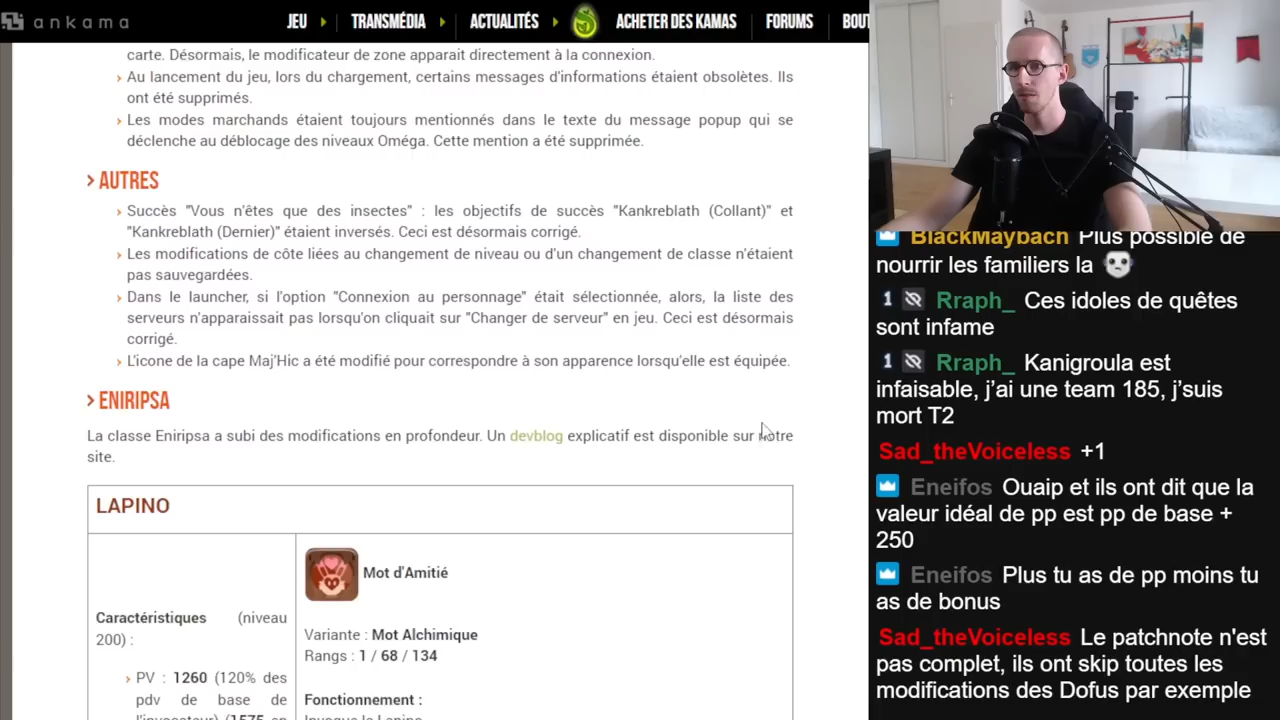 ankama
JEU
TRANSMÉDIA
ACTUALITÉS
ACHETER DES KAMAS
FORUMS
BOUT
carte. Désormais, le modificateur de zone apparait directement à la connexion.
Au lancement du jeu, lors du chargement, certains messages d'informations étaient obsolètes. Ils
ont été supprimés.
Les modes marchands étaient toujours mentionnés dans le texte du message popup qui se
déclenche au déblocage des niveaux Oméga. Cette mention a été supprimée.
AUTRES
Succès "Vous n'êtes que des insectes" : les objectifs de succès "Kankreblath (Collant)" et
"Kankreblath (Dernier)" étaient inversés. Ceci est désormais corrigé.
Les modifications de côte liées au changement de niveau ou d'un changement de classe n'étaient
pas sauvegardées.
Dans le launcher, si l'option "Connexion au personnage" était sélectionnée, alors, la liste des
serveurs n'apparaissait pas lorsqu'on cliquait sur "Changer de serveur" en jeu. Ceci est désormais
corrigé.
L'icone de la cape Maj'Hic a été modifié pour correspondre à son apparence lorsqu'elle est équipée.
ENIRIPSA
La classe Eniripsa a subi des modifications en profondeur. Un devblog explicatif est disponible sur notre
site.
LAPINO
Caractéristiques (niveau
200) :
PV : 1260 (120% des
pdv de base de
l'invocateur) (1575 en
Mot d'Amitié
Variante : Mot Alchimique
Rangs : 1 / 68 / 134
Fonctionnement :
Invoque le Lapino
BlackMaybach Plus possible de
nourrir les familiers la
1 Rraph_ Ces idoles de quêtes
sont infame
1 Rraph_ Kanigroula est
infaisable, j'ai une team 185, j'suis
mort T2
Sad_theVoiceless +1
Eneifos Ouaip et ils ont dit que la
valeur idéal de pp est pp de base +
250
Eneifos Plus tu as de pp moins tu
as de bonus
Sad_theVoiceless Le patchnote n'est
pas complet, ils ont skip toutes les
modifications des Dofus par exemple